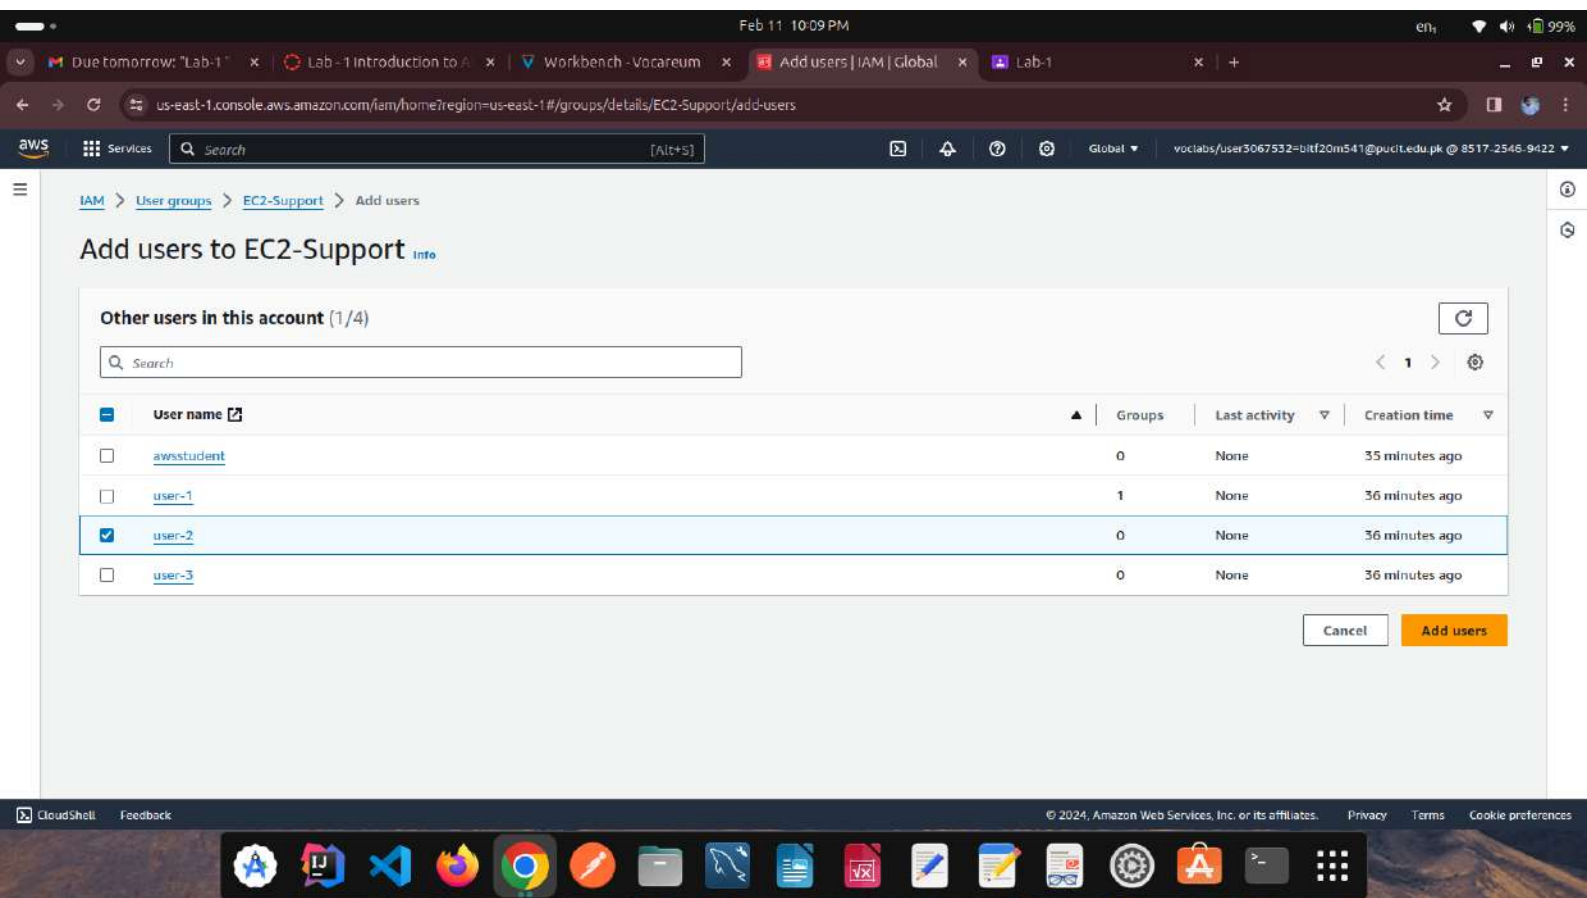 Feb 11 10:09 PM
en₁ 99%
Due tomorrow: "Lab-1"
Lab - 1 Introduction to A
Workbench - Vocareum
Add users | IAM | Global
Lab-1
us-east-1.console.aws.amazon.com/iam/home?region=us-east-1#/groups/details/EC2-Support/add-users
aws Services Search [Alt+S] Global voclabs/user3067532=bitf20m541@pucit.edu.pk @ 8517-2546-9422
IAM > User groups > EC2-Support > Add users
Add users to EC2-Support Info
Other users in this account (1/4)
Search
< 1 >
User name Groups Last activity Creation time
awsstudent 0 None 35 minutes ago
user-1 1 None 36 minutes ago
user-2 0 None 36 minutes ago
user-3 0 None 36 minutes ago
Cancel Add users
CloudShell Feedback © 2024, Amazon Web Services, Inc. or its affiliates. Privacy Terms Cookie preferences